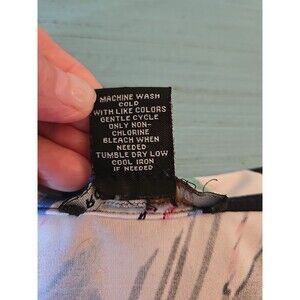 MACHINE WASH
COLD
WITH LIKE COLORS
GENTLE CYCLE
ONLY NON-
CHLORINE
BLEACH WHEN
NEEDED
TUMBLE DRY LOW
COOL IRON
IF NEEDED